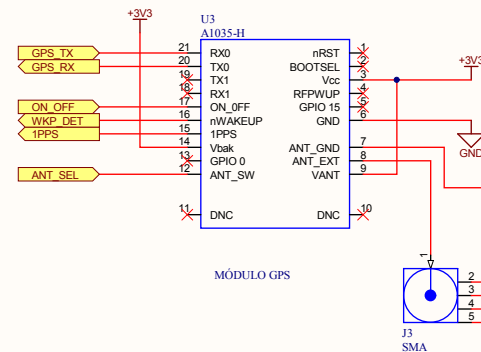 +3V3
U3
A1035-H
GPS_TX 21 RX0 nRST 1
GPS_RX 20 TX0 BOOTSEL 2
19 TX1 Vcc 3 +3V3
18 RX1 RFPWUP 4
ON_OFF 17 ON_0FF GPIO 15 5
WKP_DET 16 nWAKEUP GND 6
1PPS 15 1PPS GND
14 Vbak ANT_GND 7
13 GPIO 0 ANT_EXT 8
ANT_SEL 12 ANT_SW VANT 9
11 DNC DNC 10
MÓDULO GPS
1
2
3
4
5
J3
SMA